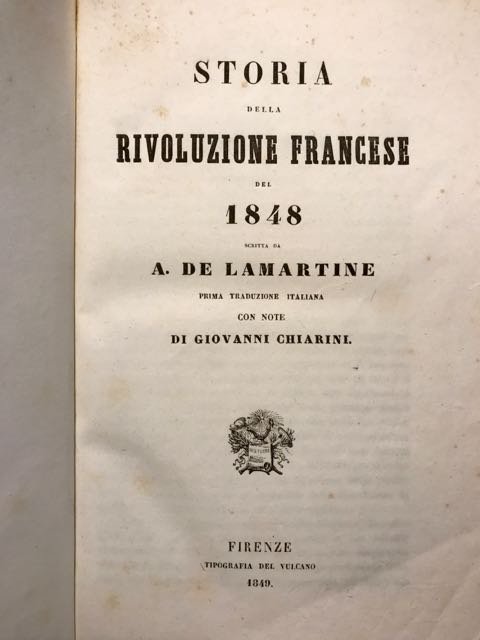 STORIA
DELLA
RIVOLUZIONE FRANCESE
DEL
1848
SCRITTA DA
A. DE LAMARTINE
PRIMA TRADUZIONE ITALIANA
CON NOTE
DI GIOVANNI CHIARINI.
FIRENZE
TIPOGRAFIA DEL VULCANO
1849.